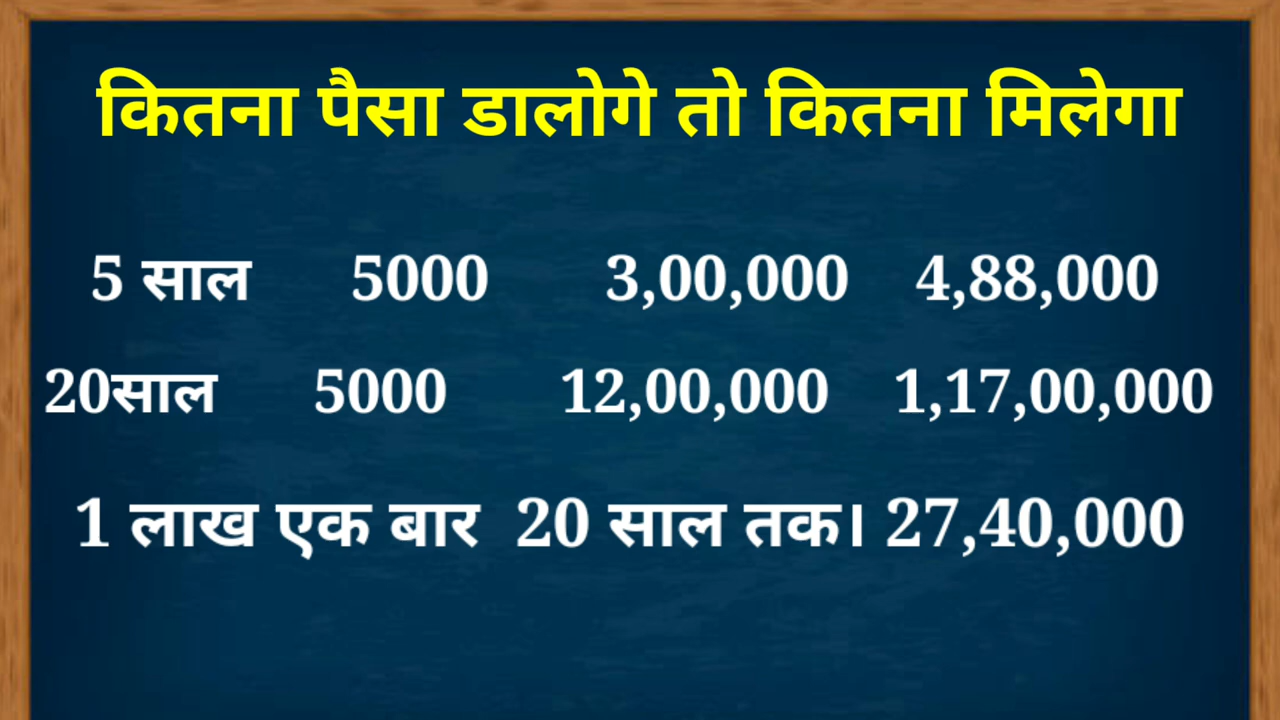 कितना पैसा डालोगे तो कितना मिलेगा
5 साल 5000 3,00,000 4,88,000
20साल 5000 12,00,000 1,17,00,000
1 लाख एक बार 20 साल तक। 27,40,000